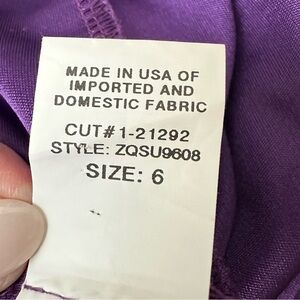 MADE IN USA OF
IMPORTED AND
DOMESTIC FABRIC
CUT#1-21292
STYLE: ZQSU9608
SIZE: 6